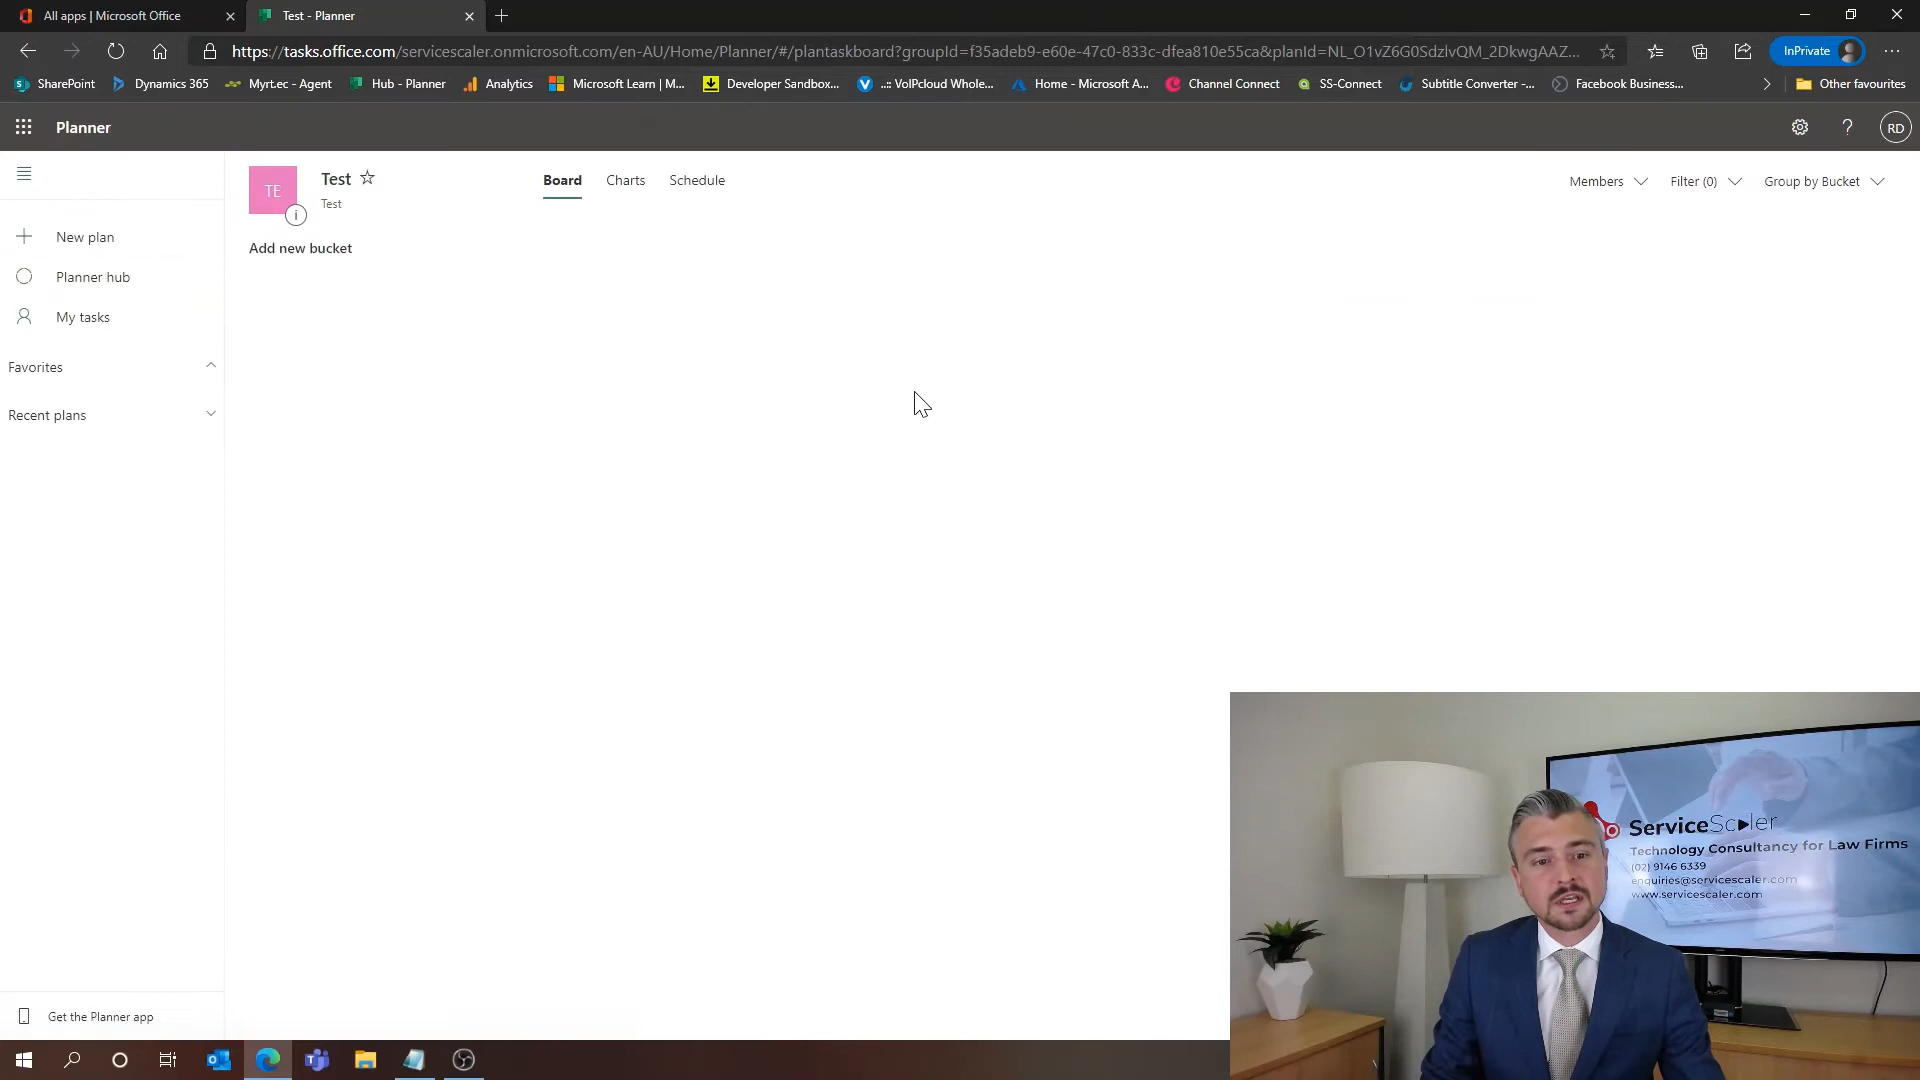 All apps | Microsoft Office
Test - Planner
https://tasks.office.com/servicescaler.onmicrosoft.com/en-AU/Home/Planner/#/plantaskboard?groupId=f35adeb9-e60e-47c0-833c-dfea810e55ca&planId=NL_O1vZ6G0SdzlvQM_2DkwgAAZ...
InPrivate
SharePoint
Dynamics 365
Myrt.ec - Agent
Hub - Planner
Analytics
Microsoft Learn | M...
Developer Sandbox...
..:: VoIPcloud Whole...
Home - Microsoft A...
Channel Connect
SS-Connect
Subtitle Converter -...
Facebook Business...
Other favourites
Planner
RD
TE
Test
Test
Board
Charts
Schedule
Members
Filter (0)
Group by Bucket
New plan
Planner hub
My tasks
Favorites
Recent plans
Add new bucket
Get the Planner app
ServiceScaler
Technology Consultancy for Law Firms
(02) 9146 6339
enquiries@servicescaler.com
www.servicescaler.com